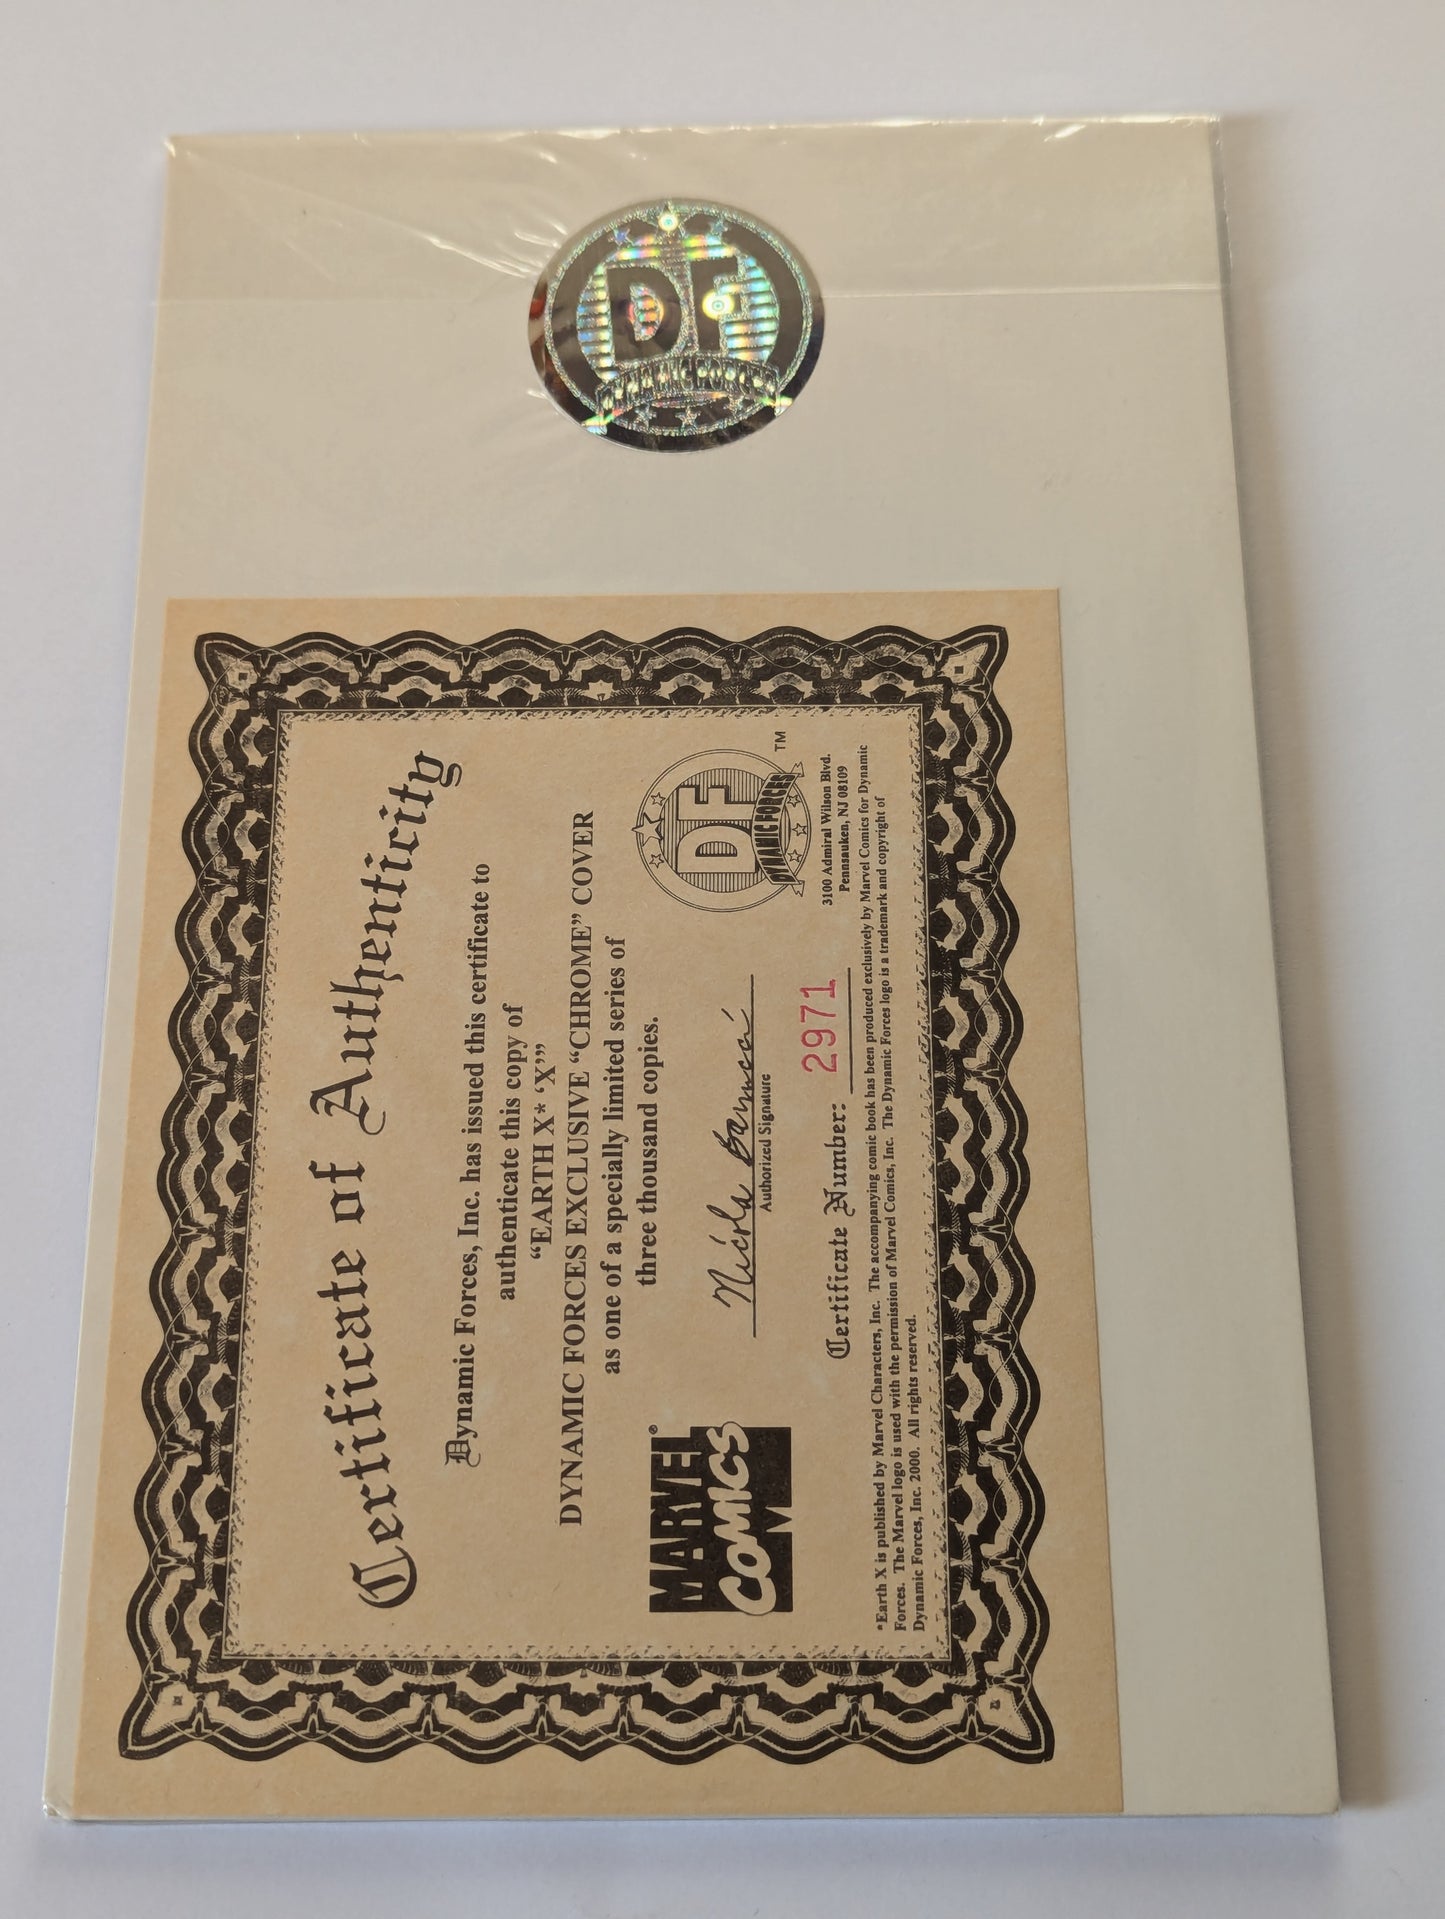 DF
DYNAMIC FORCES
Certificate of Authenticity
Dynamic Forces, Inc. has issued this certificate to
authenticate this copy of
“EARTH X* ‘X’”
DYNAMIC FORCES EXCLUSIVE “CHROME” COVER
as one of a specially limited series of
three thousand copies.
MARVEL®
COMICS
Nicola Barrucci
Authorized Signature
DF
DYNAMIC FORCES
TM
Certificate Number: 2971
3100 Admiral Wilson Blvd.
Pennsauken, NJ 08109
*Earth X is published by Marvel Characters, Inc. The accompanying comic book has been produced exclusively by Marvel Comics for Dynamic
Forces. The Marvel logo is used with the permission of Marvel Comics, Inc. The Dynamic Forces logo is a trademark and copyright of
Dynamic Forces, Inc. 2000. All rights reserved.